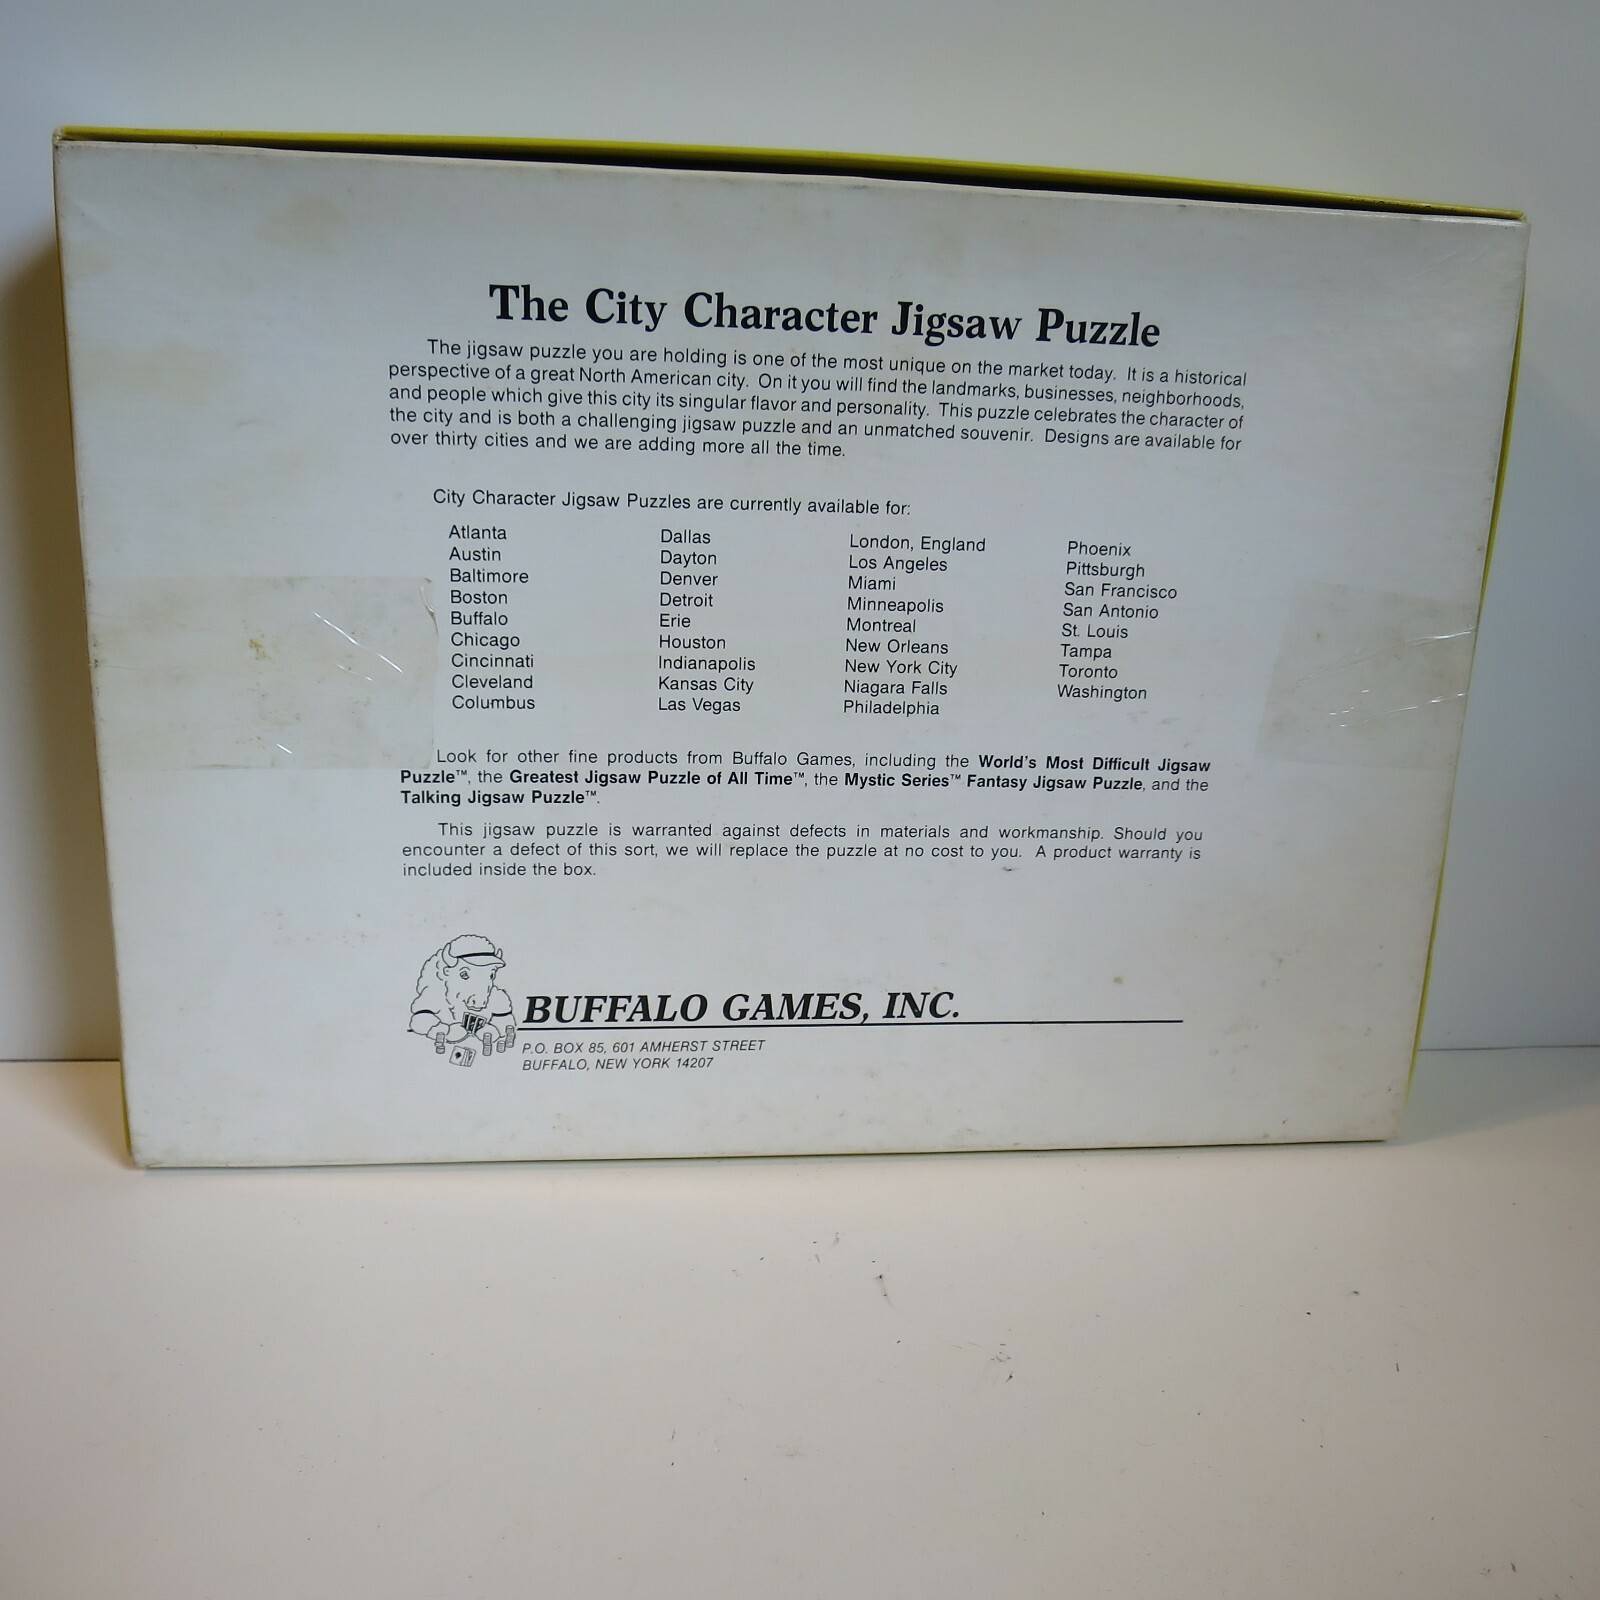 The City Character Jigsaw Puzzle
The jigsaw puzzle you are holding is one of the most unique on the market today. It is a historical
perspective of a great North American city. On it you will find the landmarks, businesses, neighborhoods,
and people which give this city its singular flavor and personality. This puzzle celebrates the character of
the city and is both a challenging jigsaw puzzle and an unmatched souvenir. Designs are available for
over thirty cities and we are adding more all the time.
City Character Jigsaw Puzzles are currently available for:
Atlanta
Austin
Baltimore
Boston
Buffalo
Chicago
Cincinnati
Cleveland
Columbus
Dallas
Dayton
Denver
Detroit
Erie
Houston
Indianapolis
Kansas City
Las Vegas
London, England
Los Angeles
Miami
Minneapolis
Montreal
New Orleans
New York City
Niagara Falls
Philadelphia
Phoenix
Pittsburgh
San Francisco
San Antonio
St. Louis
Tampa
Toronto
Washington
Look for other fine products from Buffalo Games, including the World's Most Difficult Jigsaw
Puzzle™, the Greatest Jigsaw Puzzle of All Time™, the Mystic Series™ Fantasy Jigsaw Puzzle, and the
Talking Jigsaw Puzzle™.
This jigsaw puzzle is warranted against defects in materials and workmanship. Should you
encounter a defect of this sort, we will replace the puzzle at no cost to you. A product warranty is
included inside the box.
BUFFALO GAMES, INC.
P.O. BOX 85, 601 AMHERST STREET
BUFFALO, NEW YORK 14207